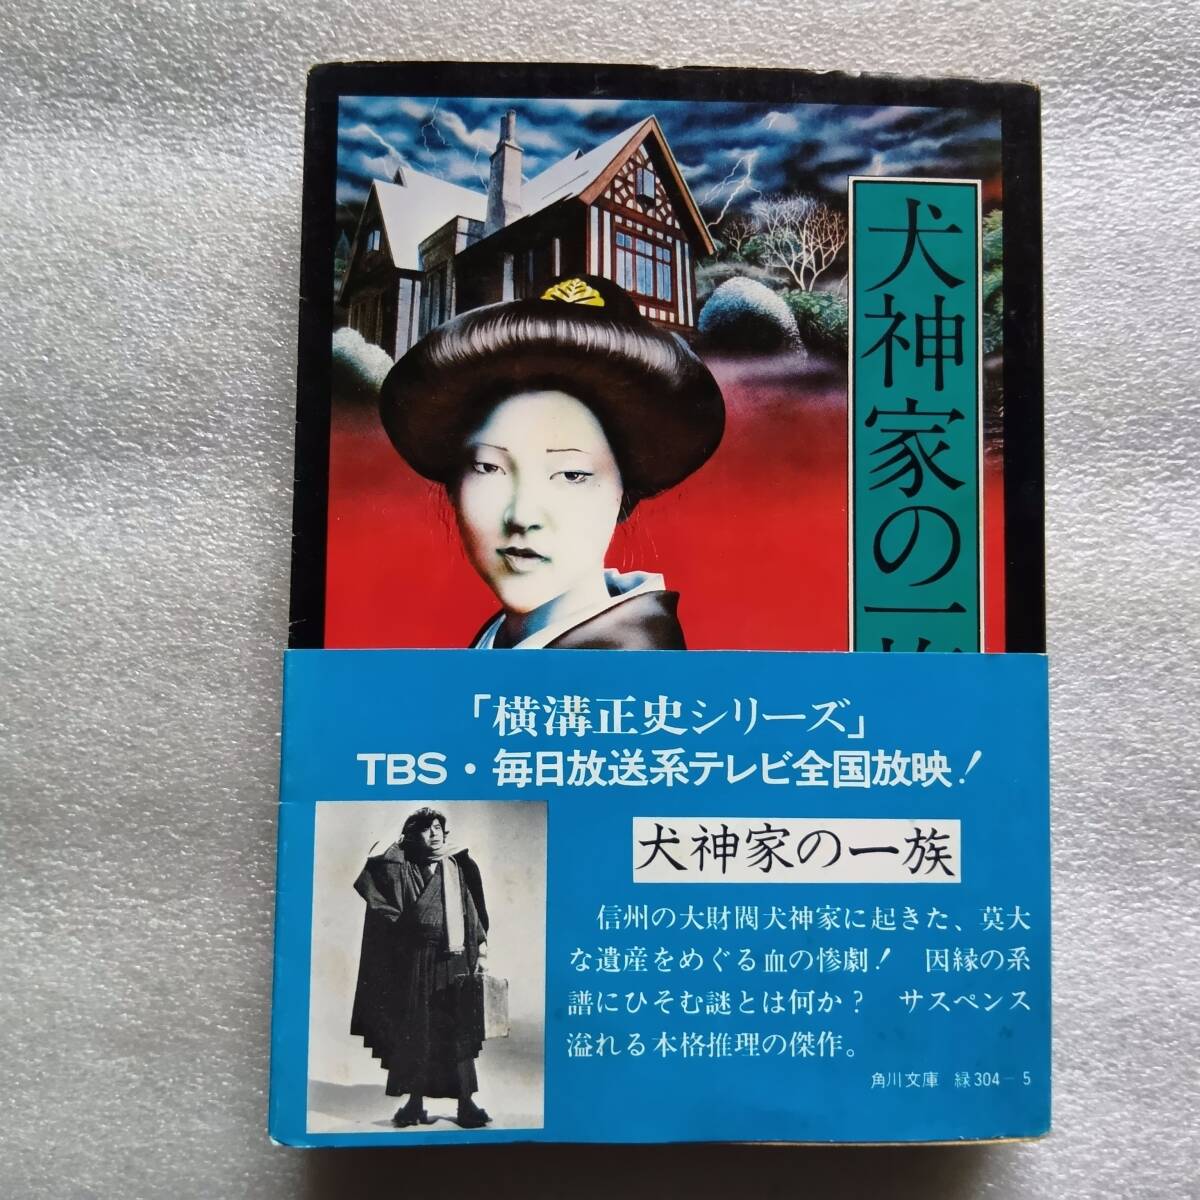 犬神家の一族
「横溝正史シリーズ」
TBS・毎日放送系テレビ全国放映!
犬神家の一族
信州の大財閥犬神家に起きた、莫大
な遺産をめぐる血の惨劇! 因縁の系
譜にひそむ謎とは何か? サスペンス
溢れる本格推理の傑作。
角川文庫 緑304-5